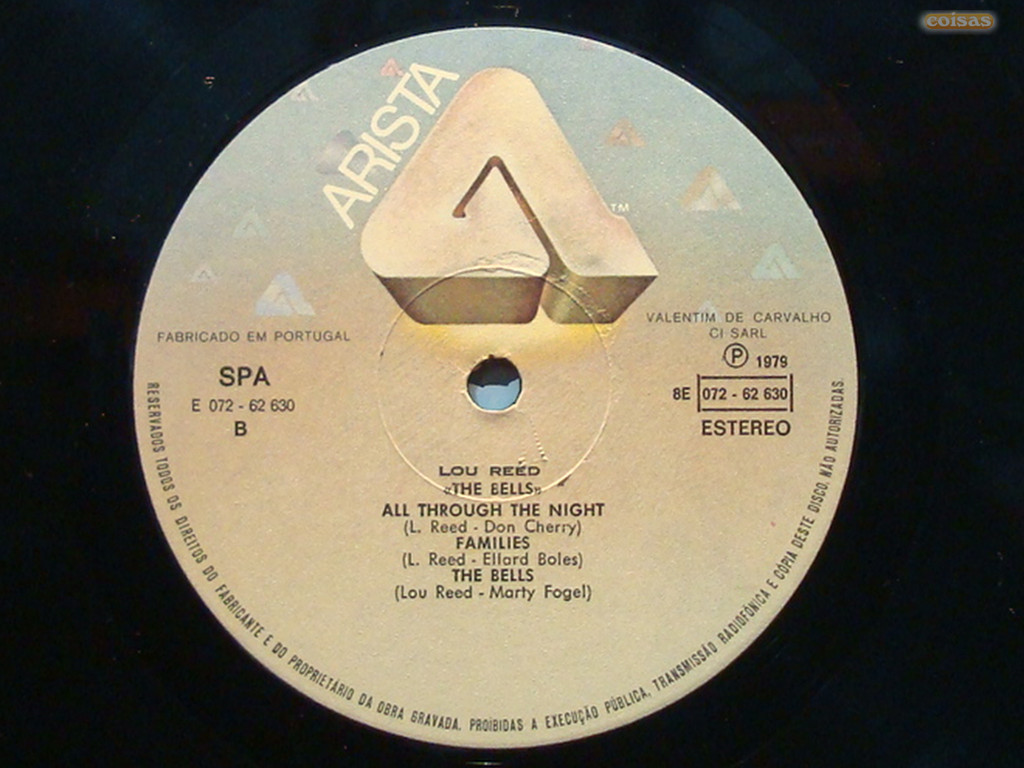 coisas
ARISTA
TM
FABRICADO EM PORTUGAL
SPA
E 072 - 62 630
B
VALENTIM DE CARVALHO
CI SARL
Ⓟ 1979
8E 072 - 62 630
ESTEREO
LOU REED
«THE BELLS»
ALL THROUGH THE NIGHT
(L. Reed - Don Cherry)
FAMILIES
(L. Reed - Ellard Boles)
THE BELLS
(Lou Reed - Marty Fogel)
RESERVADOS TODOS OS DIREITOS DO FABRICANTE E DO PROPRIETÁRIO DA OBRA GRAVADA. PROÏBIDAS A EXECUÇÃO PÚBLICA, TRANSMISSÃO RADIOFÓNICA E CÓPIA DESTE DISCO, NÃO AUTORIZADAS.